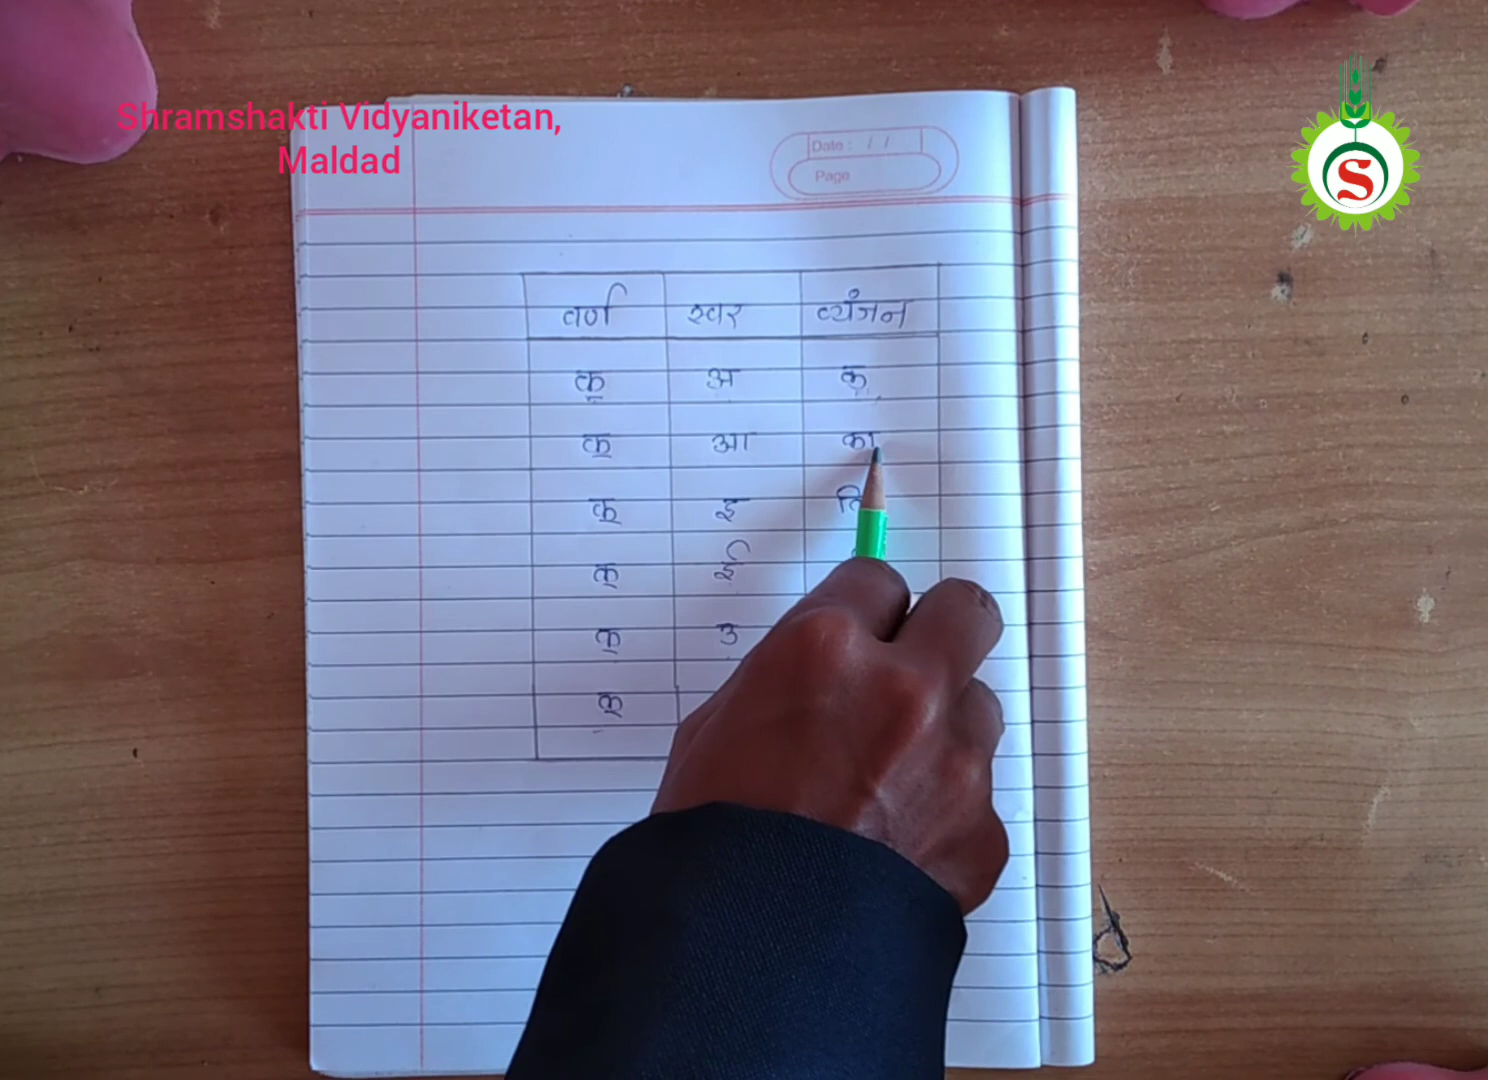 Shramshakti Vidyaniketan,
Maldad
Date : / /
Page
S
वर्ण स्वर व्यंजन
क् अ क
क् आ का
क् इ
क् ई
क् उ
क्